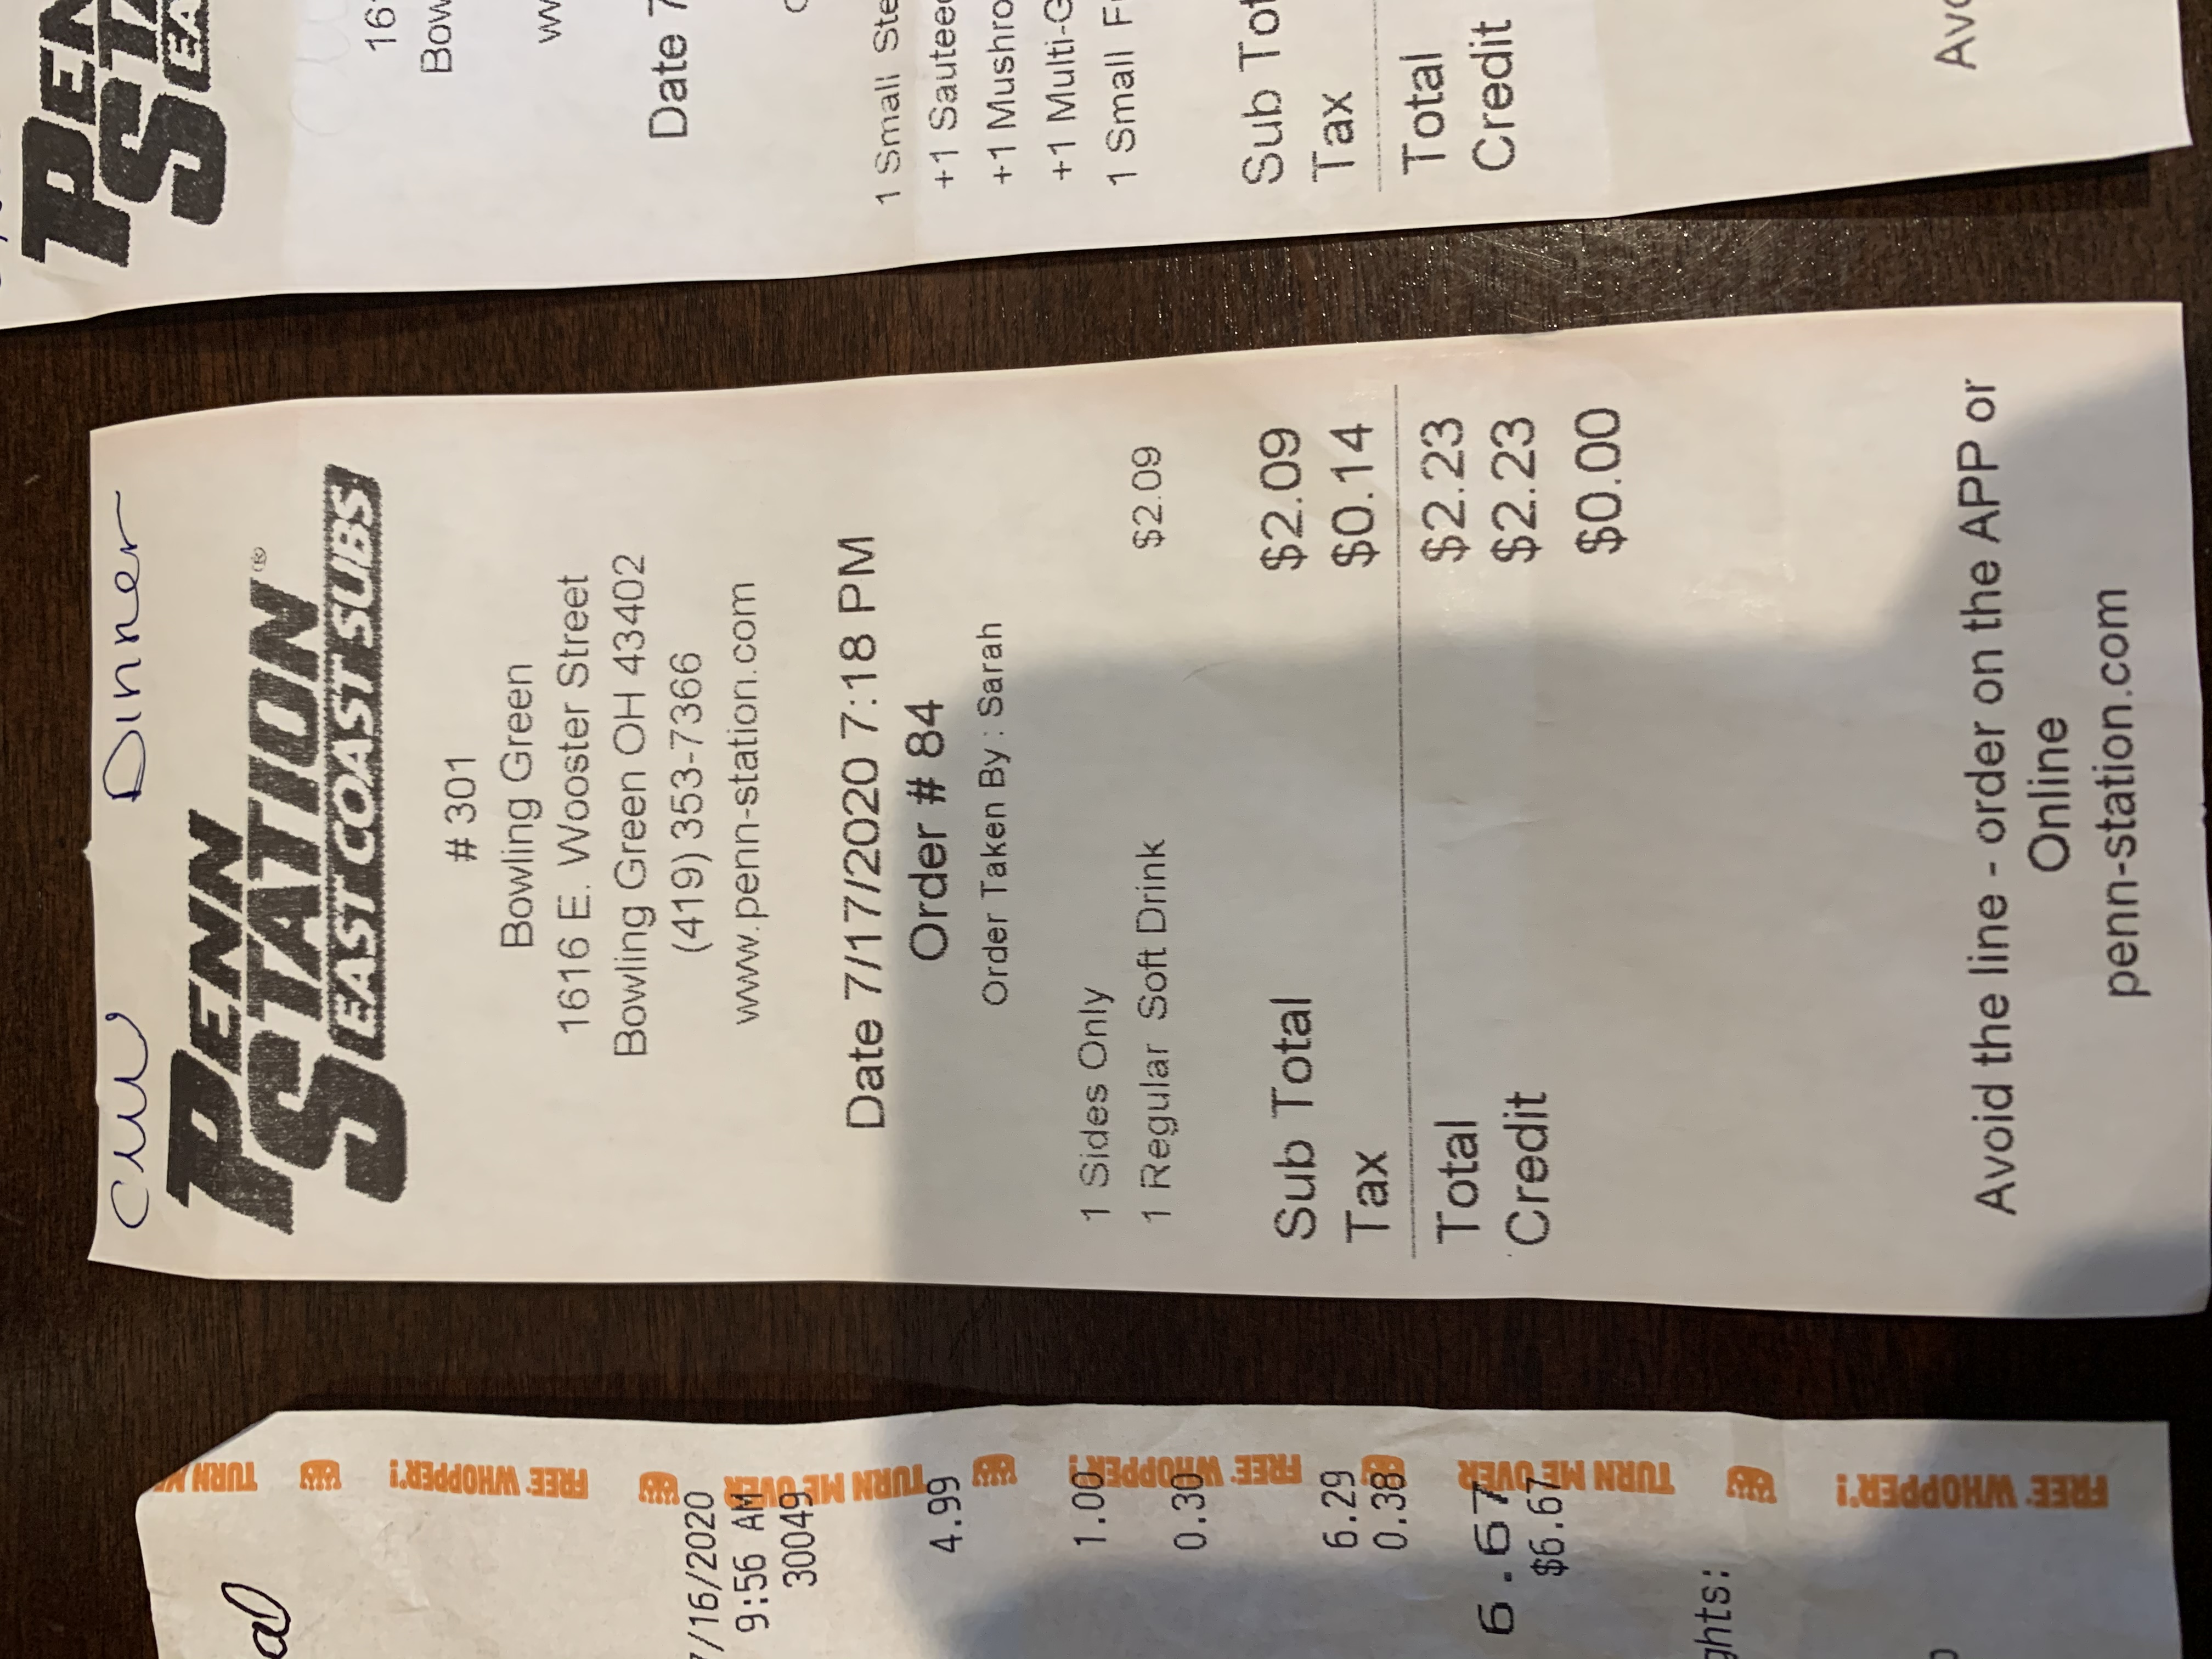 al
7/16/2020
9:56 AM
30049
4.99
1.00
0.30
6.29
0.38
6.67
$6.67
ghts:
FREE WHOPPER!
TURN ME OVER
FREE WHOPPER!
TURN ME OVER
FREE WHOPPER!
TURN
CUW Dinner
PENN
STATION®
EAST COAST SUBS
# 301
Bowling Green
1616 E. Wooster Street
Bowling Green OH 43402
(419) 353-7366
www.penn-station.com
Date 7/17/2020 7:18 PM
Order # 84
Order Taken By : Sarah
1 Sides Only
1 Regular Soft Drink $2.09
Sub Total $2.09
Tax $0.14
Total $2.23
Credit $2.23
$0.00
Avoid the line - order on the APP or
Online
penn-station.com
PEN
STA
EA
161
Bow
ww
Date 7
1 Small Ste
+1 Sauteed
+1 Mushro
+1 Multi-G
1 Small Fr
Sub Tot
Tax
Total
Credit
Avo